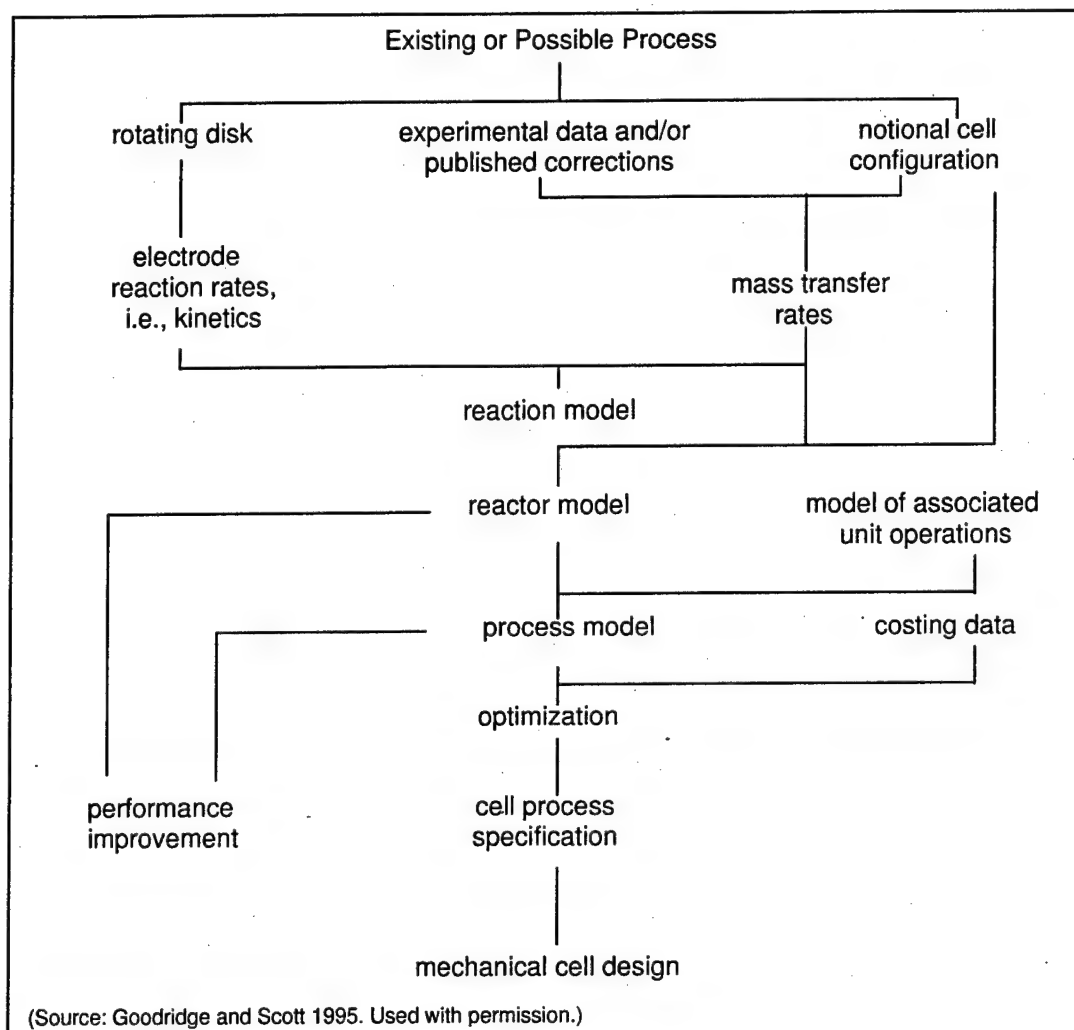 Existing or Possible Process
rotating disk
experimental data and/or
published corrections
notional cell
configuration
electrode
reaction rates,
i.e., kinetics
mass transfer
rates
reaction model
reactor model
model of associated
unit operations
process model
costing data
optimization
performance
improvement
cell process
specification
mechanical cell design
(Source: Goodridge and Scott 1995. Used with permission.)